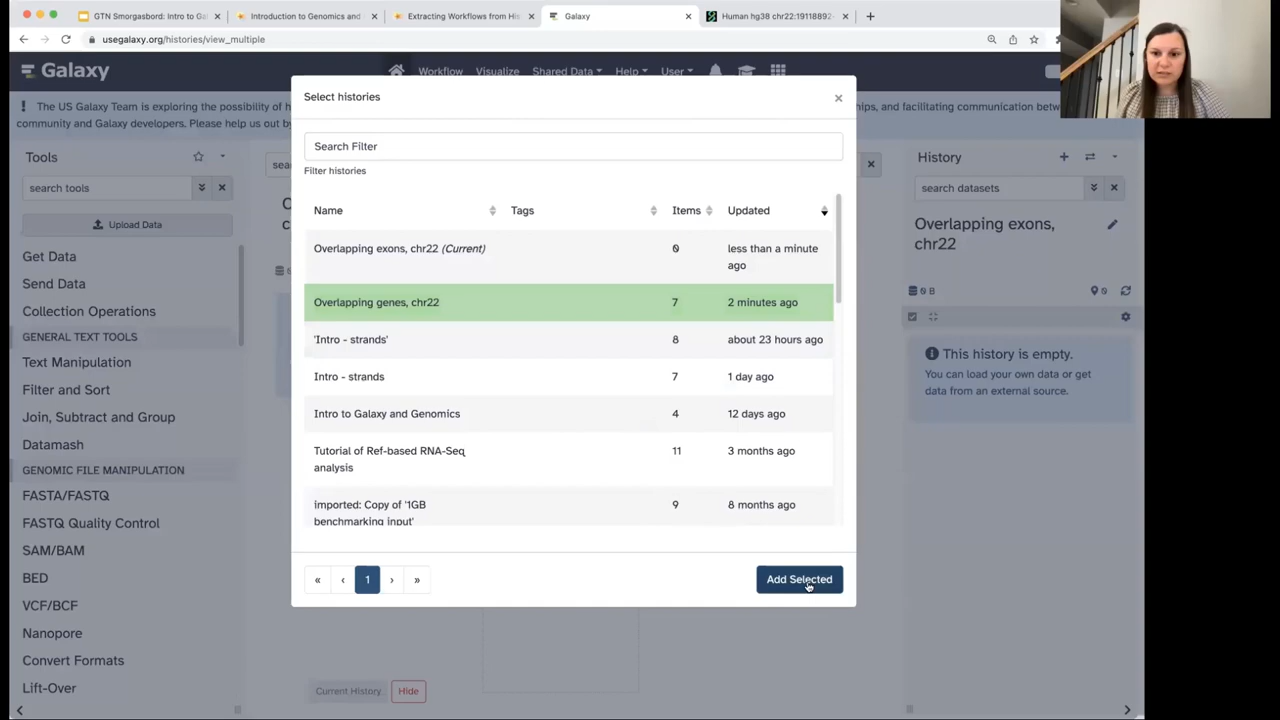 GTN Smorgasbord: Intro to Gal
Introduction to Genomics and
Extracting Workflows from His
Galaxy
Human hg38 chr22:19118892-
usegalaxy.org/histories/view_multiple
Galaxy
Workflow
Visualize
Shared Data
Help
User
The US Galaxy Team is exploring the possibility of h
hips, and facilitating communication betw
community and Galaxy developers. Please help us out by
Tools
search tools
Upload Data
Get Data
Send Data
Collection Operations
GENERAL TEXT TOOLS
Text Manipulation
Filter and Sort
Join, Subtract and Group
Datamash
GENOMIC FILE MANIPULATION
FASTA/FASTQ
FASTQ Quality Control
SAM/BAM
BED
VCF/BCF
Nanopore
Convert Formats
Lift-Over
Select histories
Search Filter
Filter histories
Name Tags Items Updated
Overlapping exons, chr22 (Current) 0 less than a minute
ago
Overlapping genes, chr22 7 2 minutes ago
'Intro - strands' 8 about 23 hours ago
Intro - strands 7 1 day ago
Intro to Galaxy and Genomics 4 12 days ago
Tutorial of Ref-based RNA-Seq 11 3 months ago
analysis
imported: Copy of '1GB 9 8 months ago
benchmarking input'
« ‹ 1 › »
Add Selected
Current History
Hide
History
search datasets
Overlapping exons,
chr22
0 B
0
This history is empty.
You can load your own data or get
data from an external source.